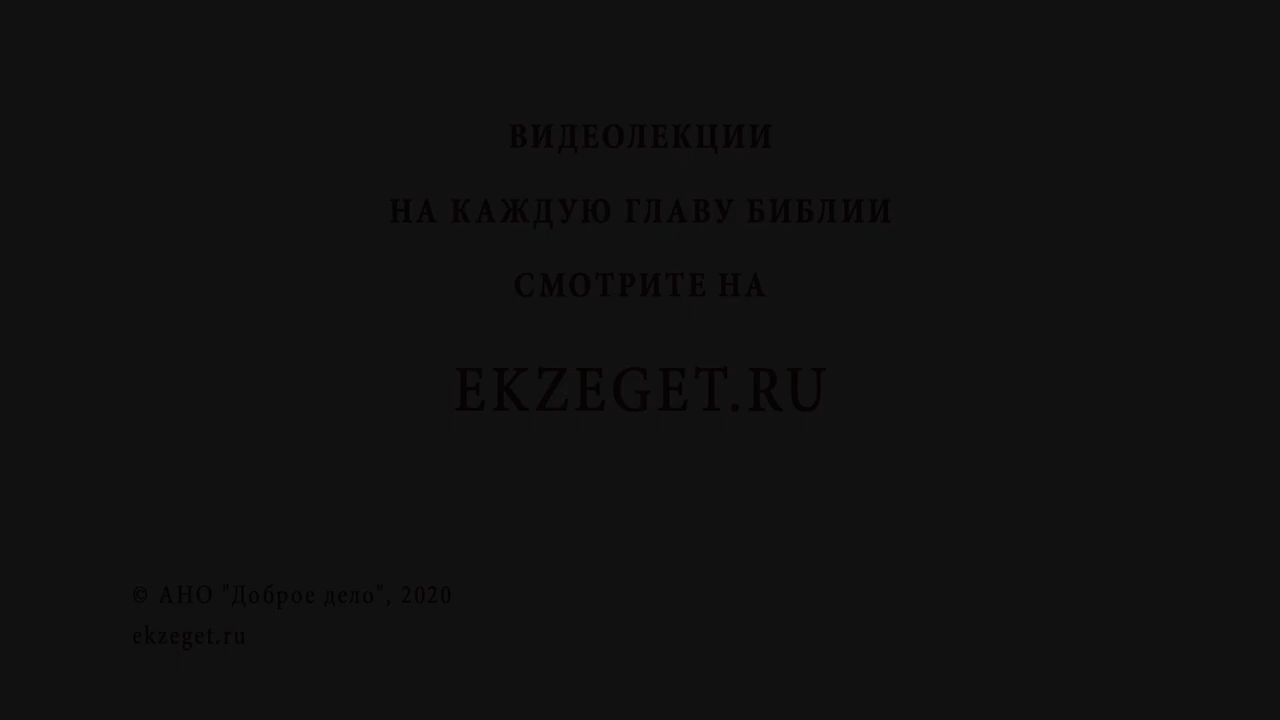 ВИДЕОЛЕКЦИИ
НА КАЖДУЮ ГЛАВУ БИБЛИИ
СМОТРИТЕ НА
EKZEGET.RU
© АНО "Доброе дело", 2020
ekzeget.ru